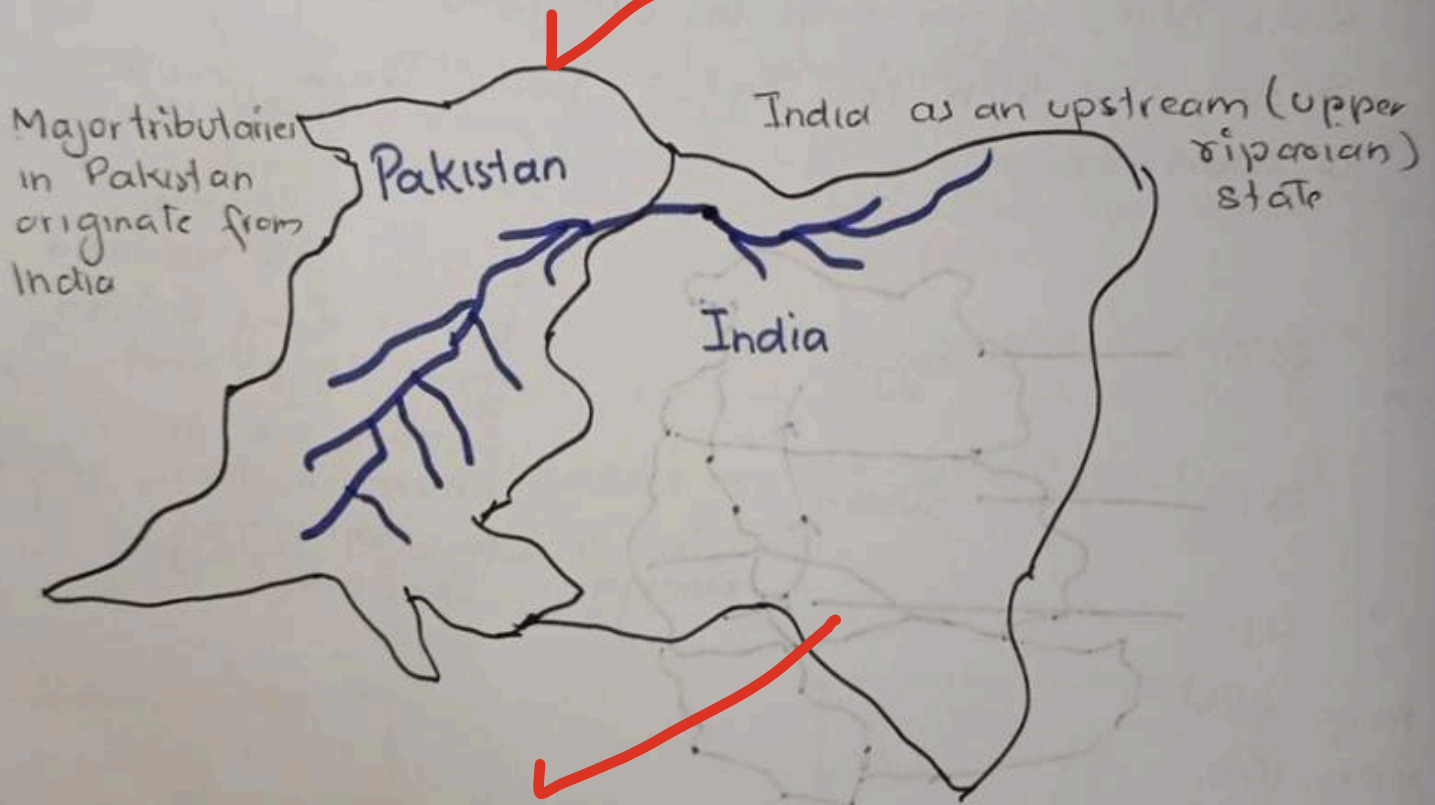 Major tributaries
in Pakistan
originate from
India
Pakistan
India as an upstream (upper
riparian)
state
India